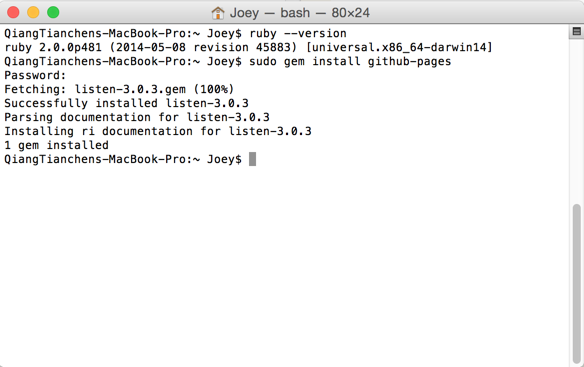 Joey — bash — 80×24
QiangTianchens-MacBook-Pro:~ Joey$ ruby --version
ruby 2.0.0p481 (2014-05-08 revision 45883) [universal.x86_64-darwin14]
QiangTianchens-MacBook-Pro:~ Joey$ sudo gem install github-pages
Password:
Fetching: listen-3.0.3.gem (100%)
Successfully installed listen-3.0.3
Parsing documentation for listen-3.0.3
Installing ri documentation for listen-3.0.3
1 gem installed
QiangTianchens-MacBook-Pro:~ Joey$